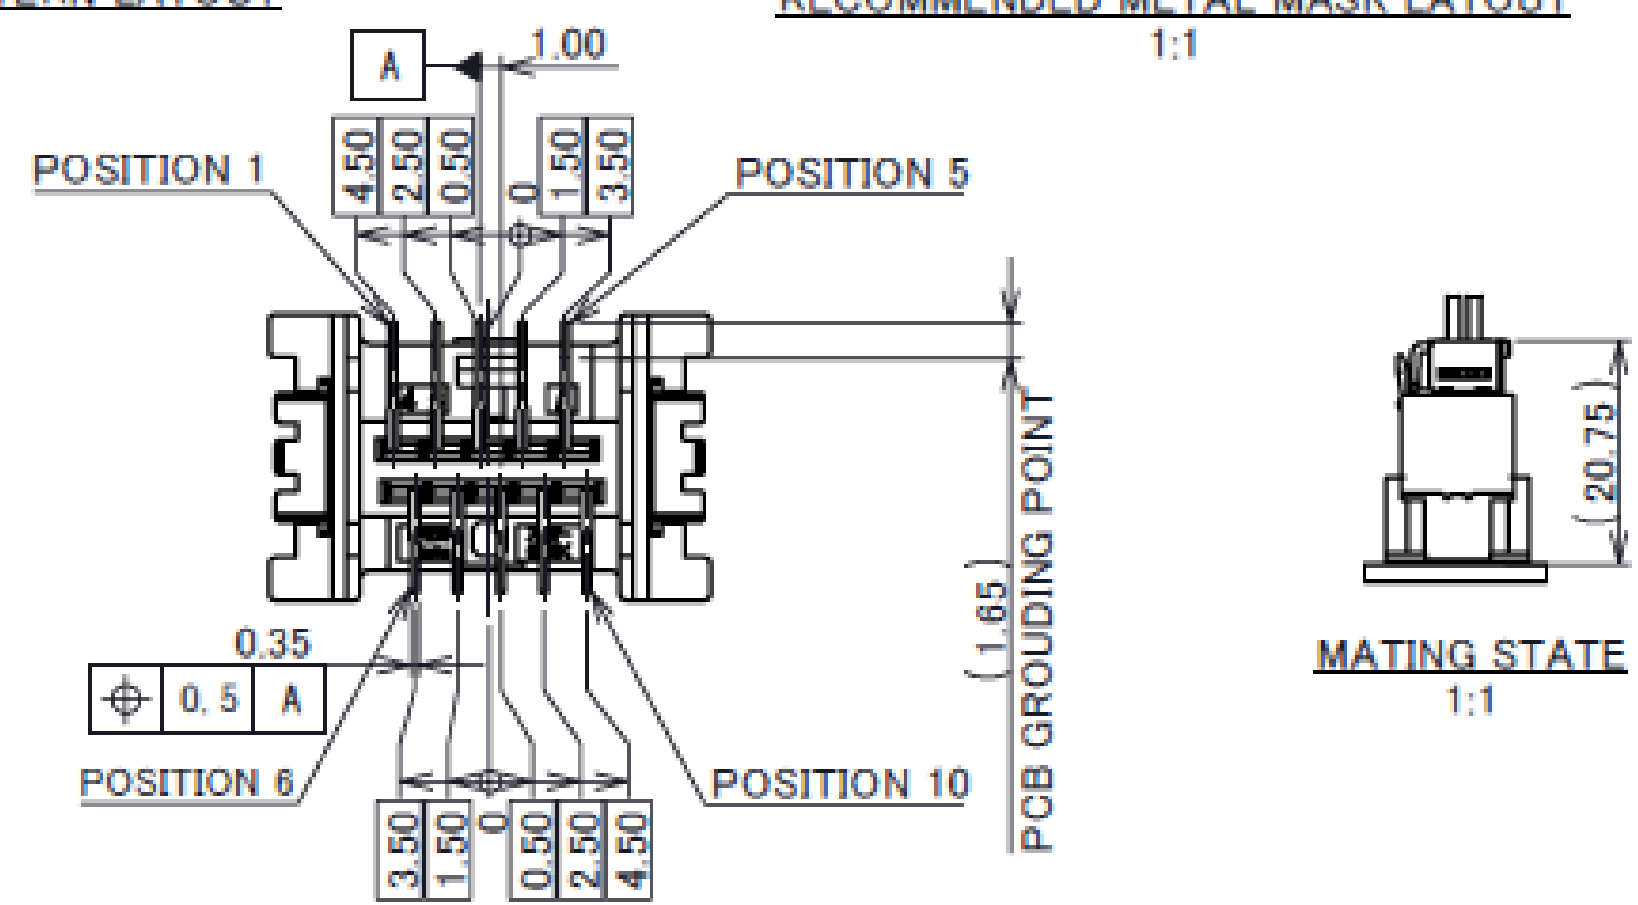 RECOMMENDED METAL MASK LAYOUT
1:1
A
1.00
4.50
2.50
0.50
0
1.50
3.50
POSITION 1
POSITION 5
(1.65)
PCB GROUDING POINT
(20.75)
MATING STATE
1:1
0.35
0.5 A
POSITION 6
POSITION 10
3.50
1.50
0
0.50
2.50
4.50